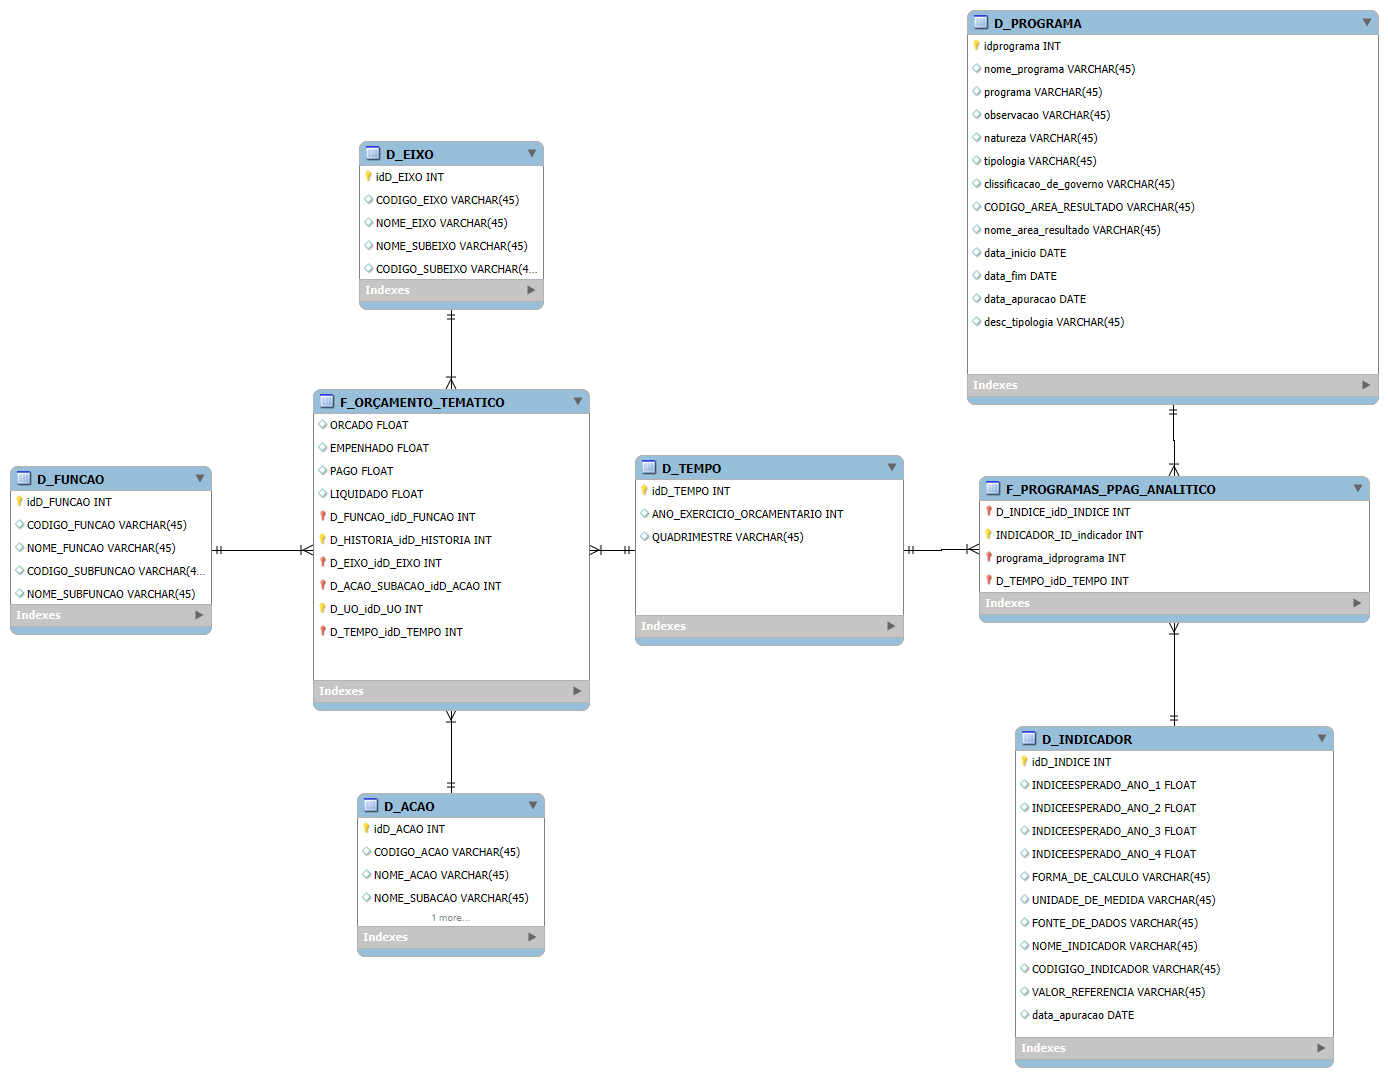 D_PROGRAMA
idprograma INT
nome_programa VARCHAR(45)
programa VARCHAR(45)
observacao VARCHAR(45)
natureza VARCHAR(45)
tipologia VARCHAR(45)
clissificacao_de_governo VARCHAR(45)
CODIGO_AREA_RESULTADO VARCHAR(45)
nome_area_resultado VARCHAR(45)
data_inicio DATE
data_fim DATE
data_apuracao DATE
desc_tipologia VARCHAR(45)
Indexes
D_EIXO
idD_EIXO INT
CODIGO_EIXO VARCHAR(45)
NOME_EIXO VARCHAR(45)
NOME_SUBEIXO VARCHAR(45)
CODIGO_SUBEIXO VARCHAR(4...
Indexes
F_ORÇAMENTO_TEMATICO
ORCADO FLOAT
EMPENHADO FLOAT
PAGO FLOAT
LIQUIDADO FLOAT
D_FUNCAO_idD_FUNCAO INT
D_HISTORIA_idD_HISTORIA INT
D_EIXO_idD_EIXO INT
D_ACAO_SUBACAO_idD_ACAO INT
D_UO_idD_UO INT
D_TEMPO_idD_TEMPO INT
Indexes
D_FUNCAO
idD_FUNCAO INT
CODIGO_FUNCAO VARCHAR(45)
NOME_FUNCAO VARCHAR(45)
CODIGO_SUBFUNCAO VARCHAR(4...
NOME_SUBFUNCAO VARCHAR(45)
Indexes
D_TEMPO
idD_TEMPO INT
ANO_EXERCICIO_ORCAMENTARIO INT
QUADRIMESTRE VARCHAR(45)
Indexes
F_PROGRAMAS_PPAG_ANALITICO
D_INDICE_idD_INDICE INT
INDICADOR_ID_indicador INT
programa_idprograma INT
D_TEMPO_idD_TEMPO INT
Indexes
D_ACAO
idD_ACAO INT
CODIGO_ACAO VARCHAR(45)
NOME_ACAO VARCHAR(45)
NOME_SUBACAO VARCHAR(45)
1 more...
Indexes
D_INDICADOR
idD_INDICE INT
INDICEESPERADO_ANO_1 FLOAT
INDICEESPERADO_ANO_2 FLOAT
INDICEESPERADO_ANO_3 FLOAT
INDICEESPERADO_ANO_4 FLOAT
FORMA_DE_CALCULO VARCHAR(45)
UNIDADE_DE_MEDIDA VARCHAR(45)
FONTE_DE_DADOS VARCHAR(45)
NOME_INDICADOR VARCHAR(45)
CODIGIGO_INDICADOR VARCHAR(45)
VALOR_REFERENCIA VARCHAR(45)
data_apuracao DATE
Indexes